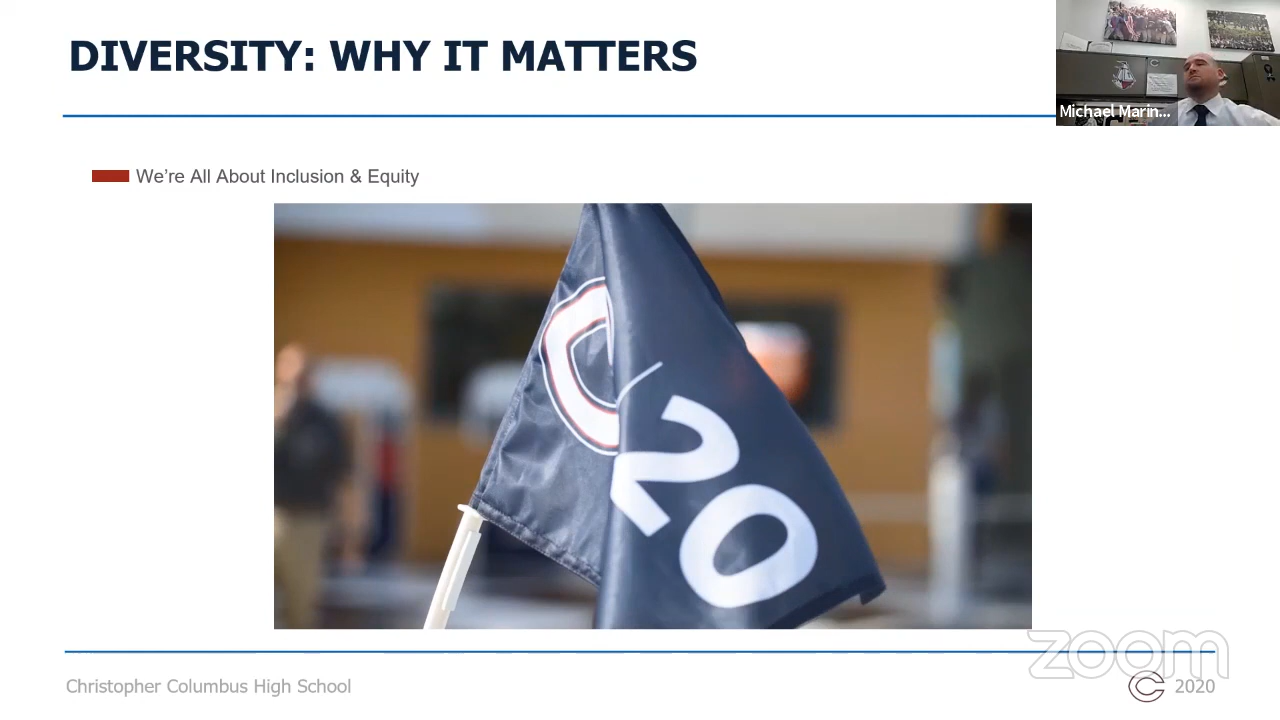 DIVERSITY: WHY IT MATTERS
Michael Marin...
We’re All About Inclusion & Equity
C
20
zoom
Christopher Columbus High School
C 2020